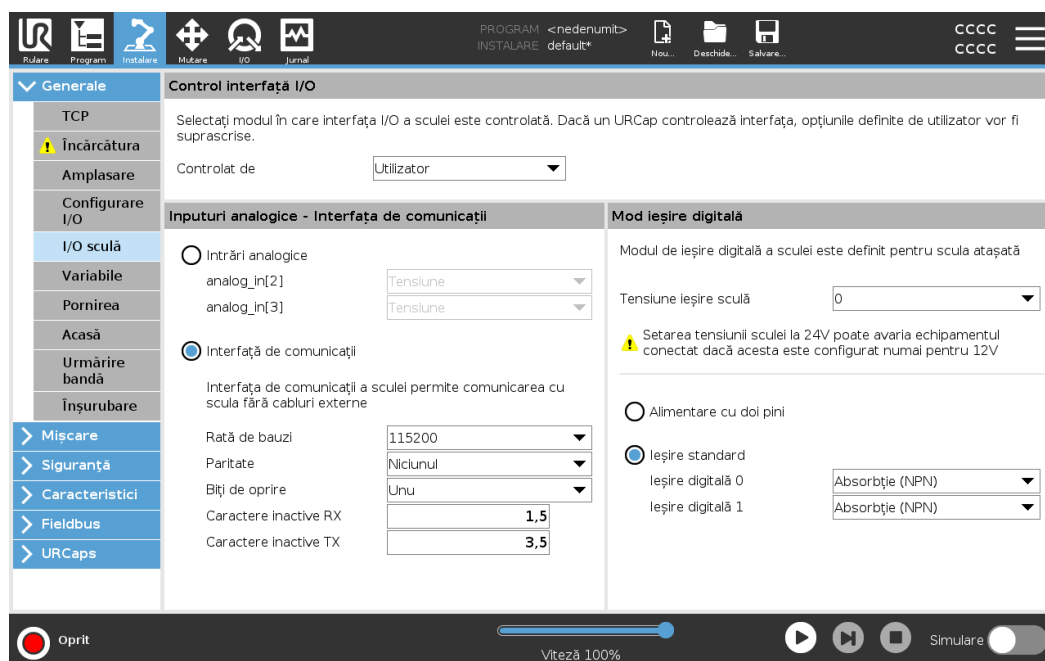 UR
PROGRAM <nedenumit>
INSTALARE default*
CCCC
CCCC
Rulare
Program
Instalare
Mutare
I/O
Jurnal
Nou...
Deschide...
Salvare...
Generale
TCP
Încărcătura
Amplasare
Configurare
I/O
I/O sculă
Variabile
Pornirea
Acasă
Urmărire
bandă
Înșurubare
Mișcare
Siguranță
Caracteristici
Fieldbus
URCaps
Control interfață I/O
Selectați modul în care interfața I/O a sculei este controlată. Dacă un URCap controlează interfața, opțiunile definite de utilizator vor fi
suprascrise.
Controlat de Utilizator
Inputuri analogice - Interfața de comunicații
Intrări analogice
analog_in[2] Tensiune
analog_in[3] Tensiune
Interfață de comunicații
Interfața de comunicații a sculei permite comunicarea cu
scula fără cabluri externe
Rată de bauzi 115200
Paritate Niciunul
Biți de oprire Unu
Caractere inactive RX 1,5
Caractere inactive TX 3,5
Mod ieșire digitală
Modul de ieșire digitală a sculei este definit pentru scula atașată
Tensiune ieșire sculă 0
Setarea tensiunii sculei la 24V poate avaria echipamentul
conectat dacă acesta este configurat numai pentru 12V
Alimentare cu doi pini
Ieșire standard
Ieșire digitală 0 Absorbție (NPN)
Ieșire digitală 1 Absorbție (NPN)
Oprit
Viteză 100%
Simulare